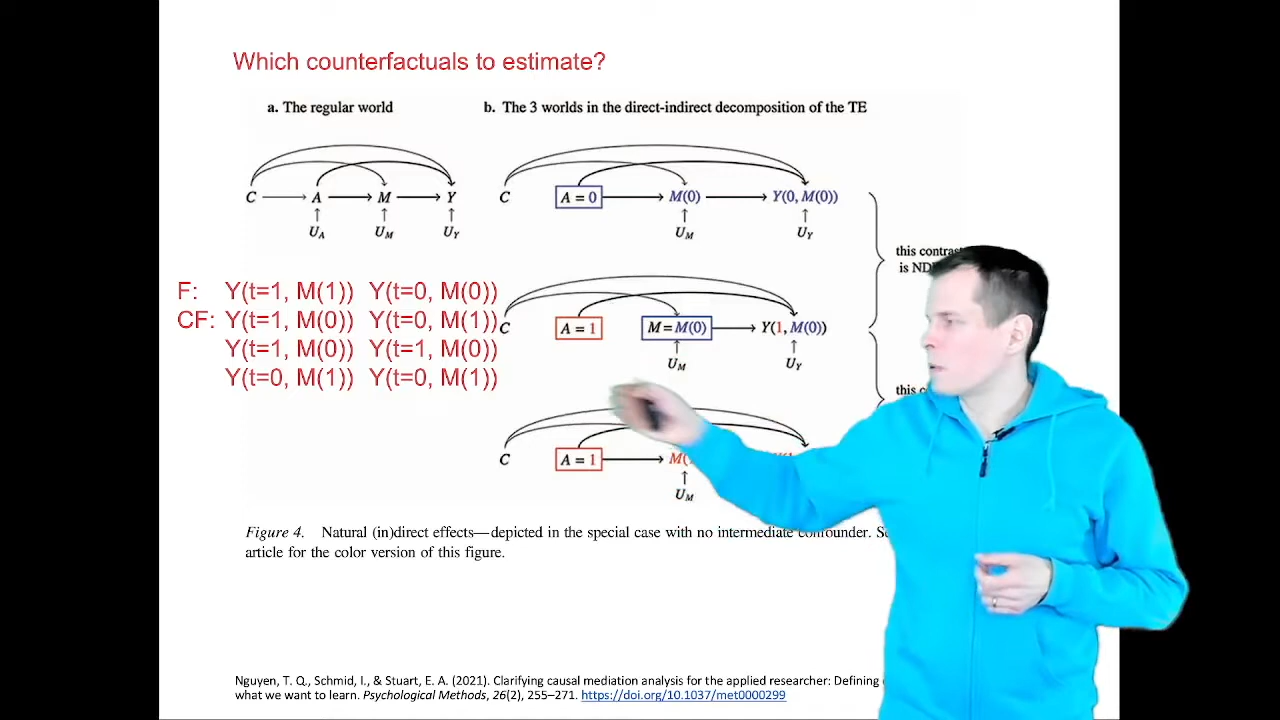 Which counterfactuals to estimate?
a. The regular world
b. The 3 worlds in the direct-indirect decomposition of the TE
C A M Y
U_A U_M U_Y
C A = 0 M(0) Y(0, M(0))
U_M U_Y
this contrast
is
F: Y(t=1, M(1)) Y(t=0, M(0))
CF: Y(t=1, M(0)) Y(t=0, M(1))
Y(t=1, M(0)) Y(t=1, M(0))
Y(t=0, M(1)) Y(t=0, M(1))
C A = 1 M = M(0) Y(1, M(0))
U_M U_Y
this
C A = 1
U_M
Figure 4. Natural (in)direct effects—depicted in the special case with no intermediate confounder.
article for the color version of this figure.
Nguyen, T. Q., Schmid, I., & Stuart, E. A. (2021). Clarifying causal mediation analysis for the applied researcher: Defining
what we want to learn. Psychological Methods, 26(2), 255–271. https://doi.org/10.1037/met0000299